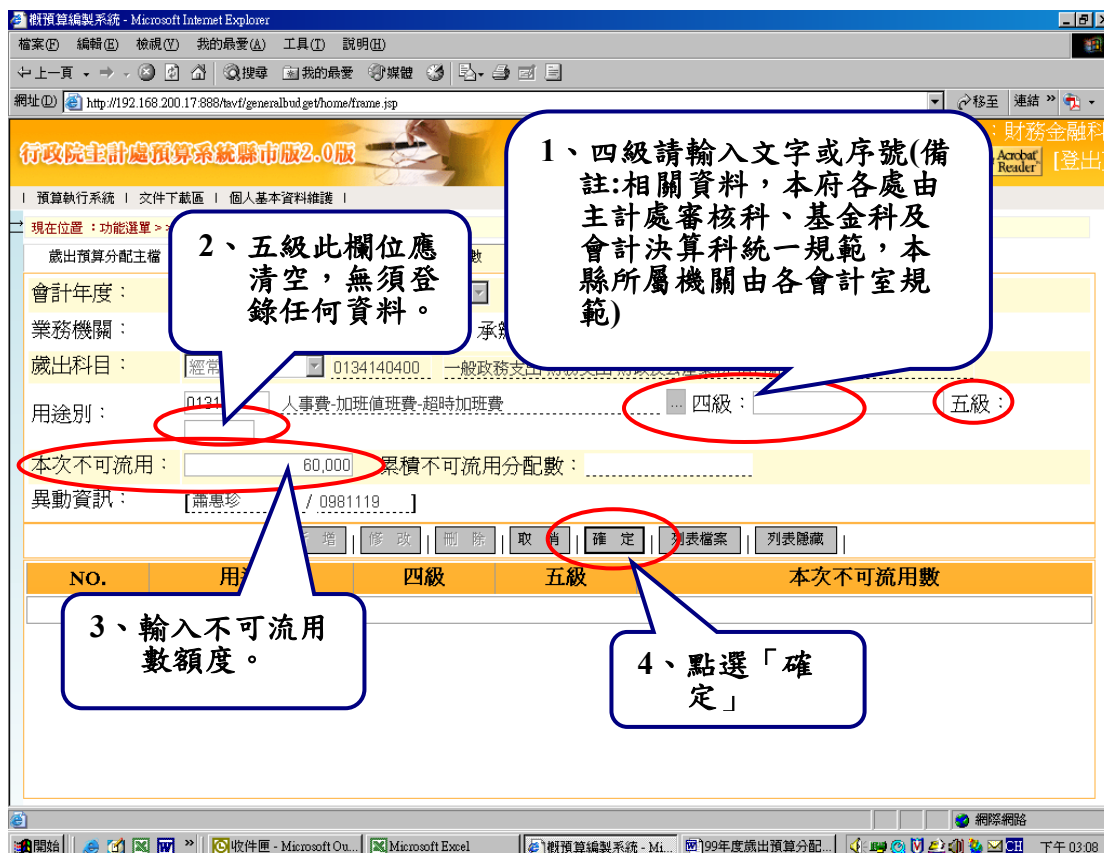 概預算編製系統 - Microsoft Internet Explorer
檔案(F) 編輯(E) 檢視(V) 我的最愛(A) 工具(T) 說明(H)
上一頁 搜尋 我的最愛 媒體
網址(D) http://192.168.200.17:888/tavf/generalbudget/home/frame.jsp 移至 連結 »
行政院主計處預算系統縣市版2.0版
: 財務金融科
Acrobat Reader [登出]
| 預算執行系統 | 文件下載區 | 個人基本資料維護 |
現在位置 : 功能選單 > >
歲出預算分配主檔 數
1、四級請輸入文字或序號(備
註:相關資料，本府各處由
主計處審核科、基金科及
會計決算科統一規範，本
縣所屬機關由各會計室規
範)
2、五級此欄位應
清空，無須登
錄任何資料。
會計年度：
業務機關： 承
歲出科目： 經常 0134140400 一般政務支出
用途別： 0131 人事費-加班值班費-超時加班費 ... 四級： 五級：
本次不可流用： 60,000 累積不可流用分配數：
異動資訊： [蕭惠珍 / 0981119 ]
增 | 修 改 | 刪 除 | 取 消 | 確 定 | 列表檔案 | 列表隱藏 |
NO. 用 四級 五級 本次不可流用數
3、輸入不可流用
數額度。
4、點選「確
定」
網際網路
開始 » 收件匣 - Microsoft Ou... Microsoft Excel 概預算編製系統 - Mi... 99年度歲出預算分配... CH 下午 03:08